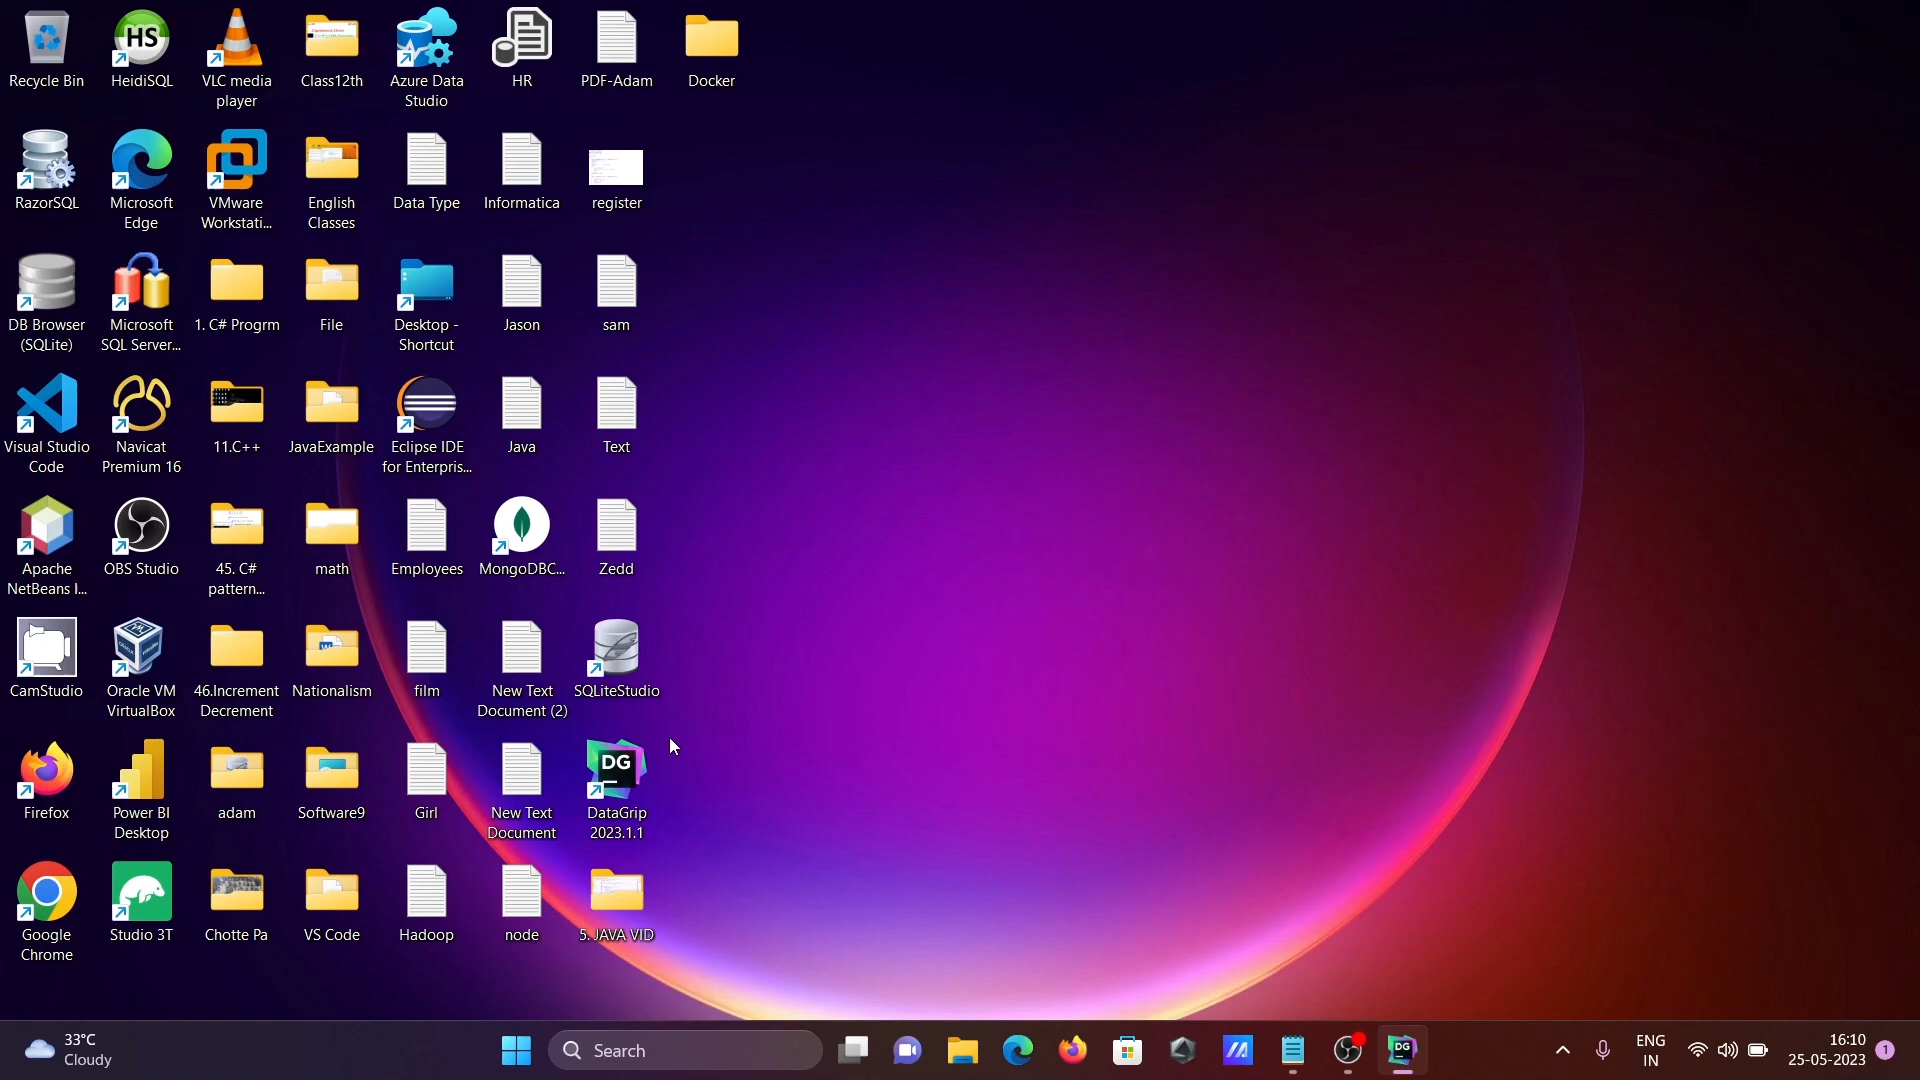 Recycle Bin
HS
HeidiSQL
VLC media
player
Class12th
Azure Data
Studio
HR
PDF-Adam
Docker
RazorSQL
Microsoft
Edge
VMware
Workstati...
English
Classes
Data Type
Informatica
register
DB Browser
(SQLite)
Microsoft
SQL Server...
1. C# Progrm
File
Desktop -
Shortcut
Jason
sam
Visual Studio
Code
Navicat
Premium 16
11.C++
JavaExample
Eclipse IDE
for Enterpris...
Java
Text
Apache
NetBeans I...
OBS Studio
45. C#
pattern...
math
Employees
MongoDBC...
Zedd
CamStudio
Oracle VM
VirtualBox
46.Increment
Decrement
Nationalism
film
New Text
Document (2)
SQLiteStudio
Firefox
Power BI
Desktop
adam
Software9
Girl
New Text
Document
DG
DataGrip
2023.1.1
Google
Chrome
Studio 3T
Chotte Pa
VS Code
Hadoop
node
5. JAVA VID
33°C
Cloudy
Search
DG
ENG
IN
16:10
25-05-2023
1